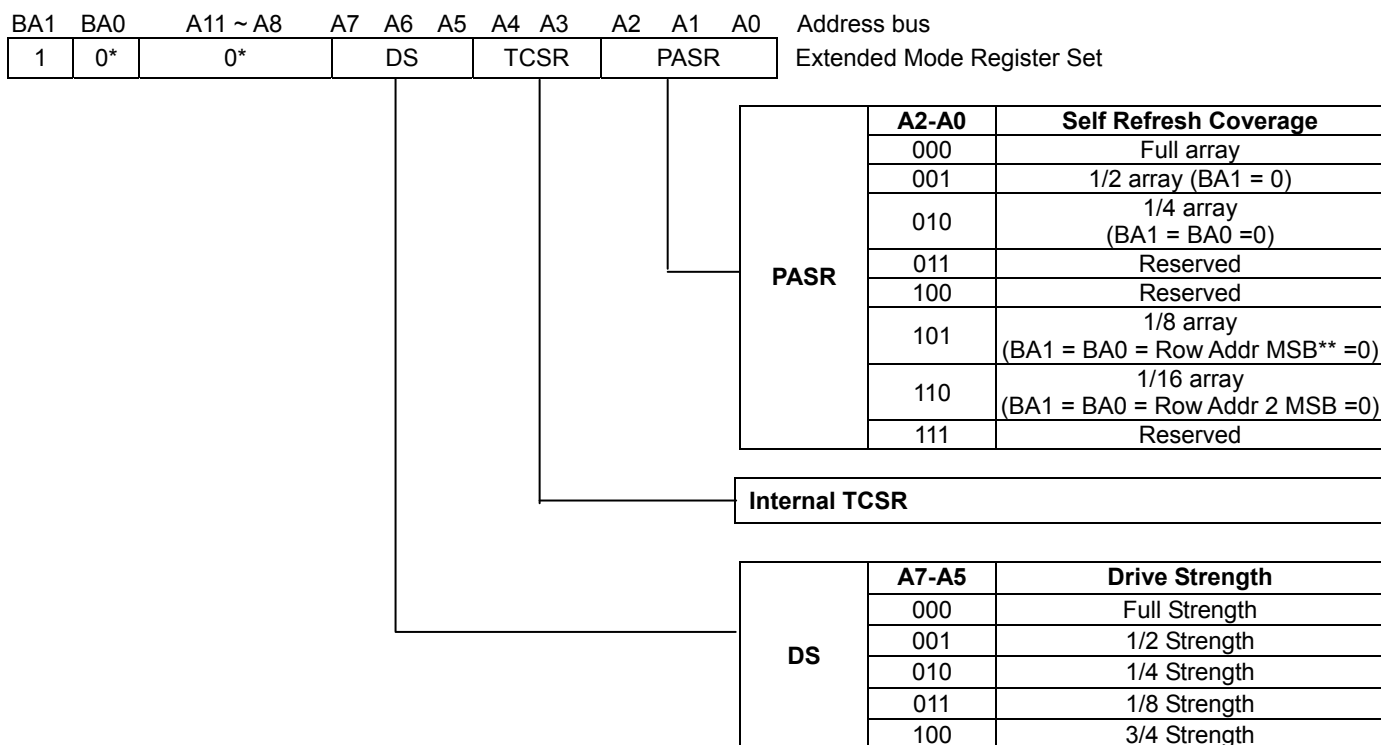 BA1 BA0 A11 ~ A8 A7 A6 A5 A4 A3 A2 A1 A0 Address bus
1 0* 0* DS TCSR PASR Extended Mode Register Set
PASR
A2-A0 Self Refresh Coverage
000 Full array
001 1/2 array (BA1 = 0)
010 1/4 array
(BA1 = BA0 =0)
011 Reserved
100 Reserved
101 1/8 array
(BA1 = BA0 = Row Addr MSB** =0)
110 1/16 array
(BA1 = BA0 = Row Addr 2 MSB =0)
111 Reserved
Internal TCSR
DS
A7-A5 Drive Strength
000 Full Strength
001 1/2 Strength
010 1/4 Strength
011 1/8 Strength
100 3/4 Strength